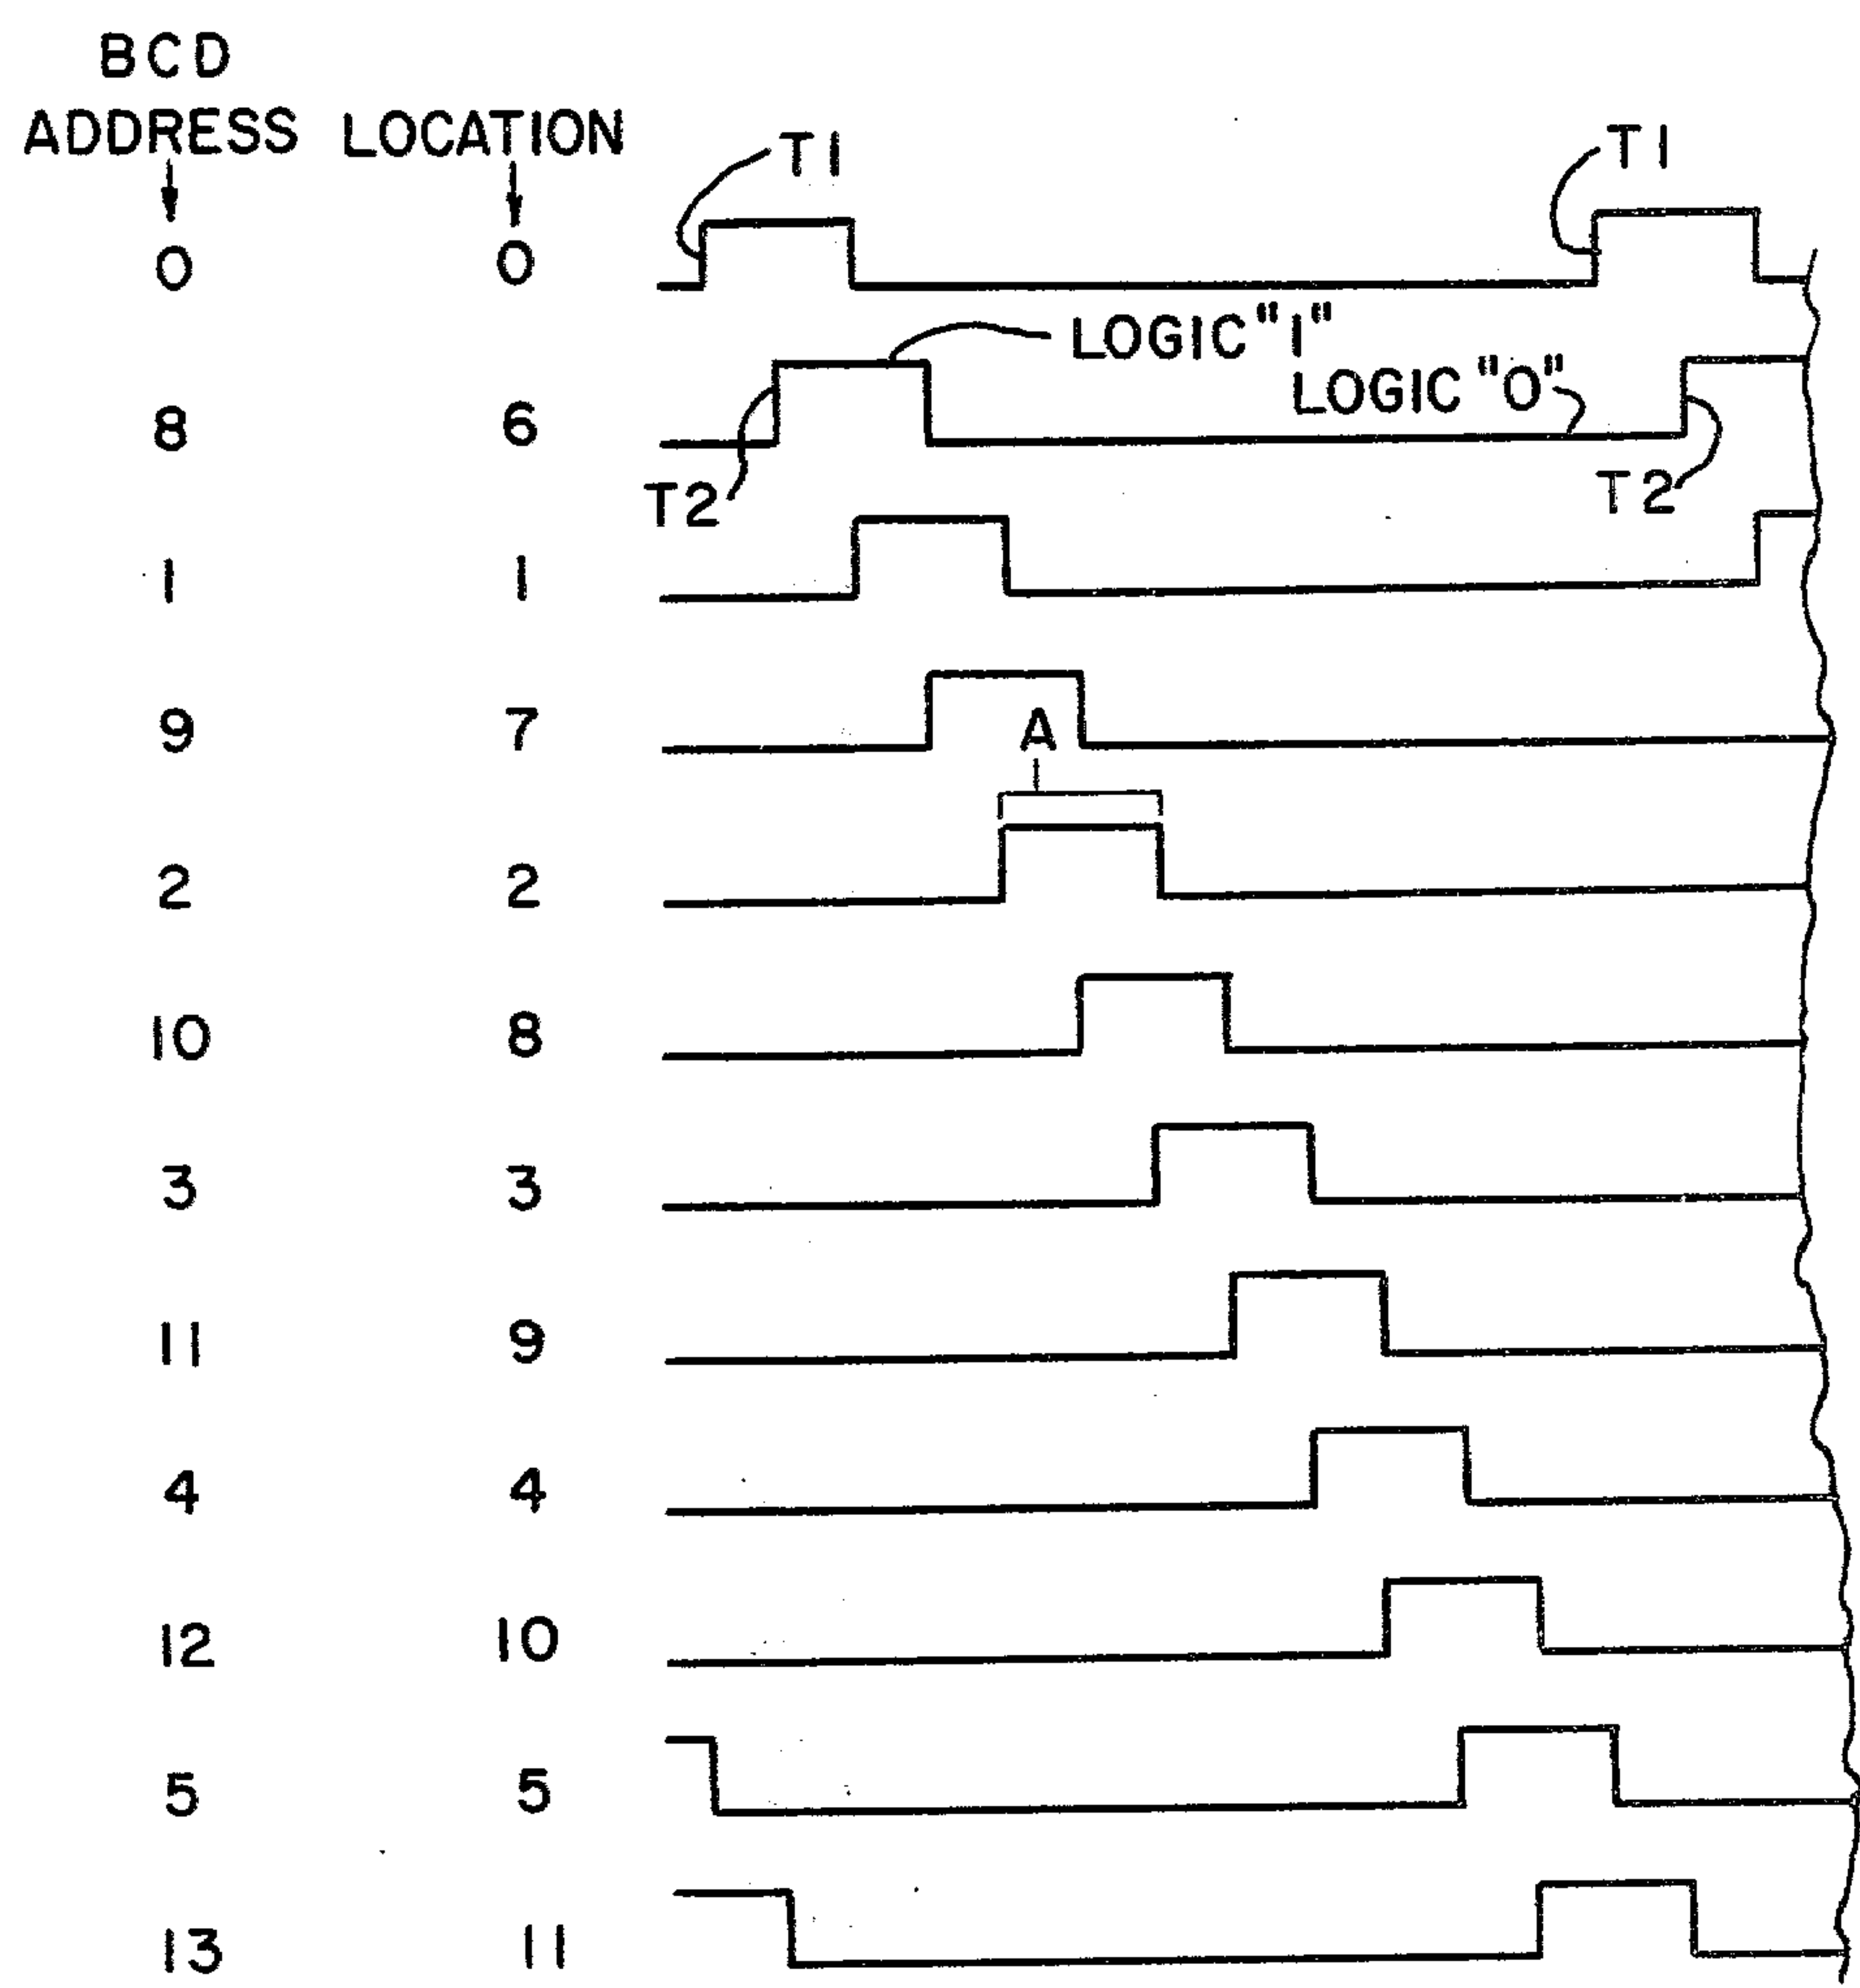 BCD
ADDRESS LOCATION
T1 T1
0 0
LOGIC "1"
LOGIC "0"
8 6
T2 T2
1 1
9 7
A
2 2
10 8
3 3
11 9
4 4
12 10
5 5
13 11